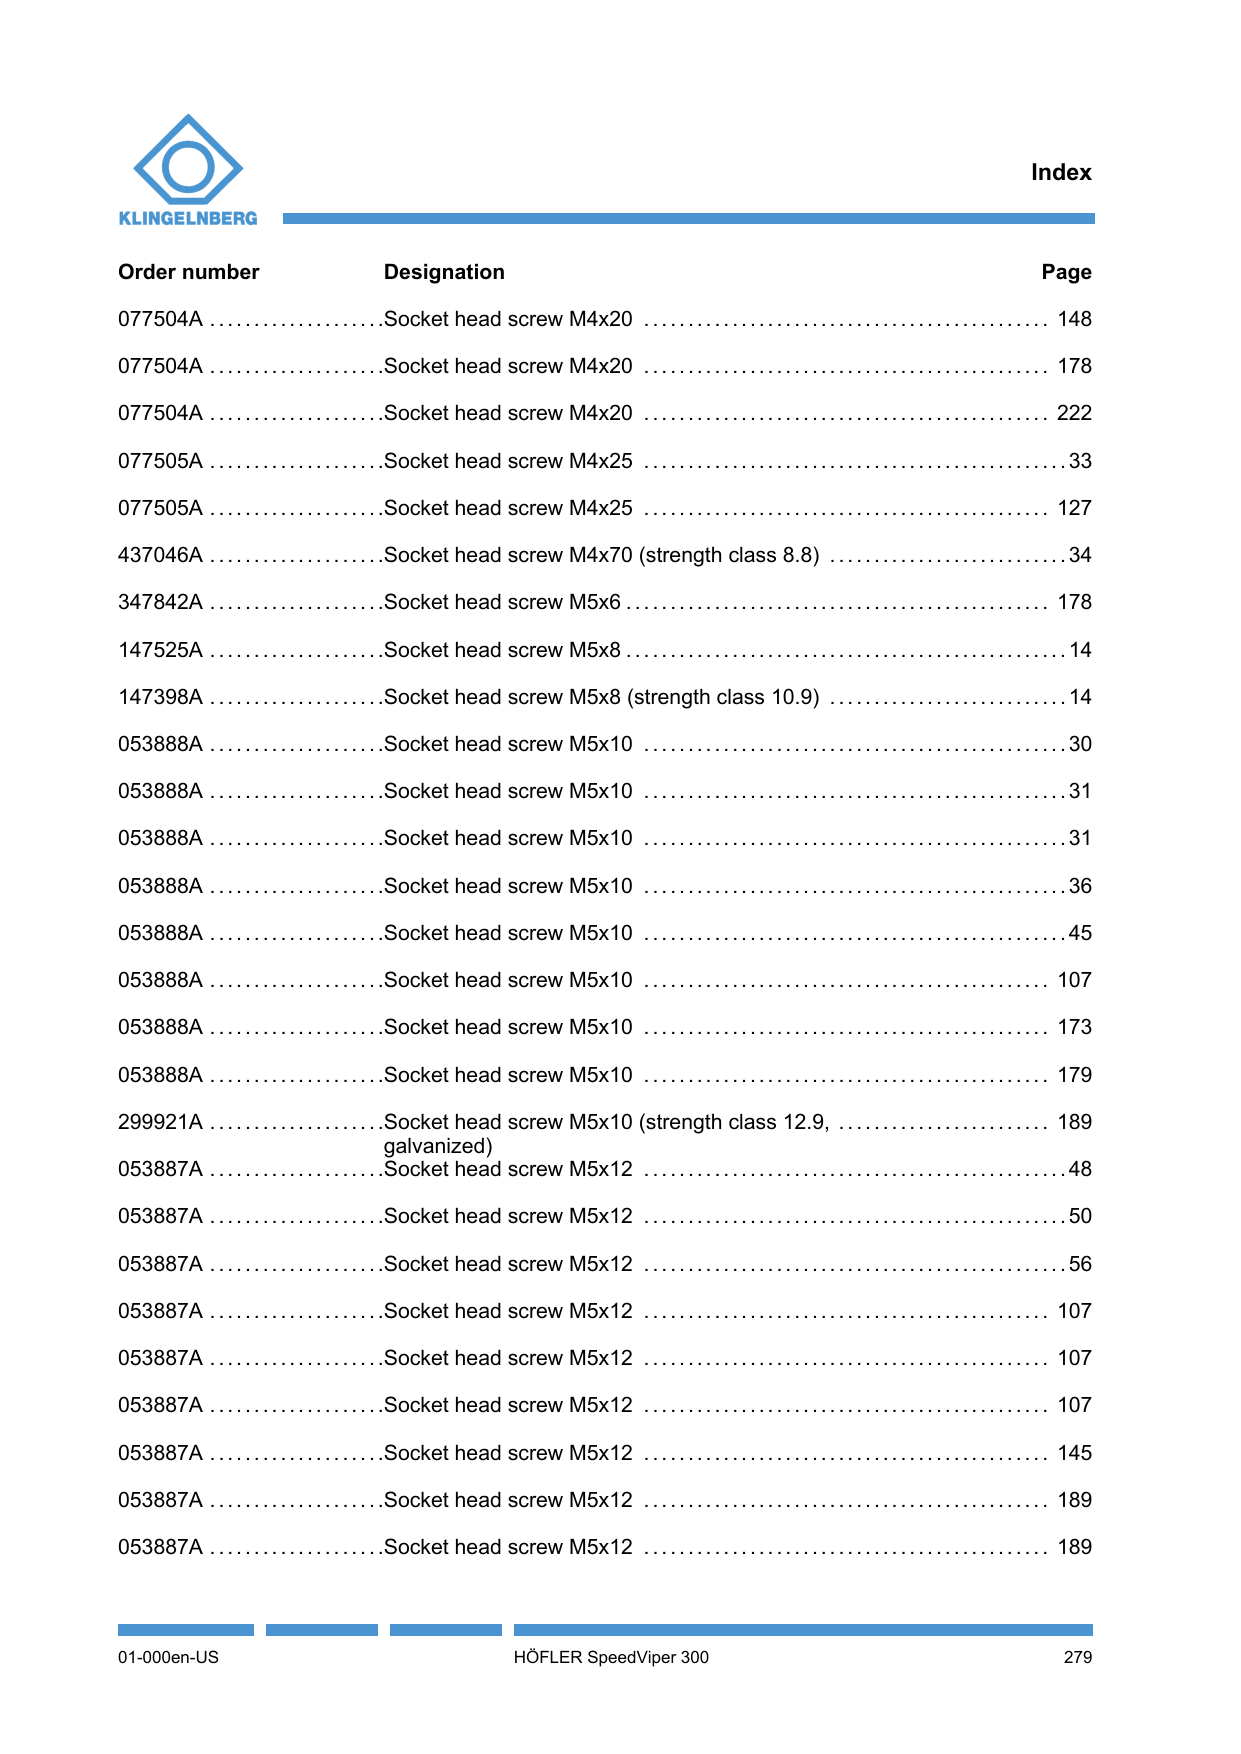 KLINGELNBERG
Index
Order number Designation Page
077504A ....................Socket head screw M4x20 .............................................. 148
077504A ....................Socket head screw M4x20 .............................................. 178
077504A ....................Socket head screw M4x20 .............................................. 222
077505A ....................Socket head screw M4x25 ................................................33
077505A ....................Socket head screw M4x25 .............................................. 127
437046A ....................Socket head screw M4x70 (strength class 8.8) ...........................34
347842A ....................Socket head screw M5x6 ................................................ 178
147525A ....................Socket head screw M5x8 ..................................................14
147398A ....................Socket head screw M5x8 (strength class 10.9) ...........................14
053888A ....................Socket head screw M5x10 ................................................30
053888A ....................Socket head screw M5x10 ................................................31
053888A ....................Socket head screw M5x10 ................................................31
053888A ....................Socket head screw M5x10 ................................................36
053888A ....................Socket head screw M5x10 ................................................45
053888A ....................Socket head screw M5x10 .............................................. 107
053888A ....................Socket head screw M5x10 .............................................. 173
053888A ....................Socket head screw M5x10 .............................................. 179
299921A ....................Socket head screw M5x10 (strength class 12.9, ........................ 189
galvanized)
053887A ....................Socket head screw M5x12 ................................................48
053887A ....................Socket head screw M5x12 ................................................50
053887A ....................Socket head screw M5x12 ................................................56
053887A ....................Socket head screw M5x12 .............................................. 107
053887A ....................Socket head screw M5x12 .............................................. 107
053887A ....................Socket head screw M5x12 .............................................. 107
053887A ....................Socket head screw M5x12 .............................................. 145
053887A ....................Socket head screw M5x12 .............................................. 189
053887A ....................Socket head screw M5x12 .............................................. 189
01-000en-US HÖFLER SpeedViper 300 279